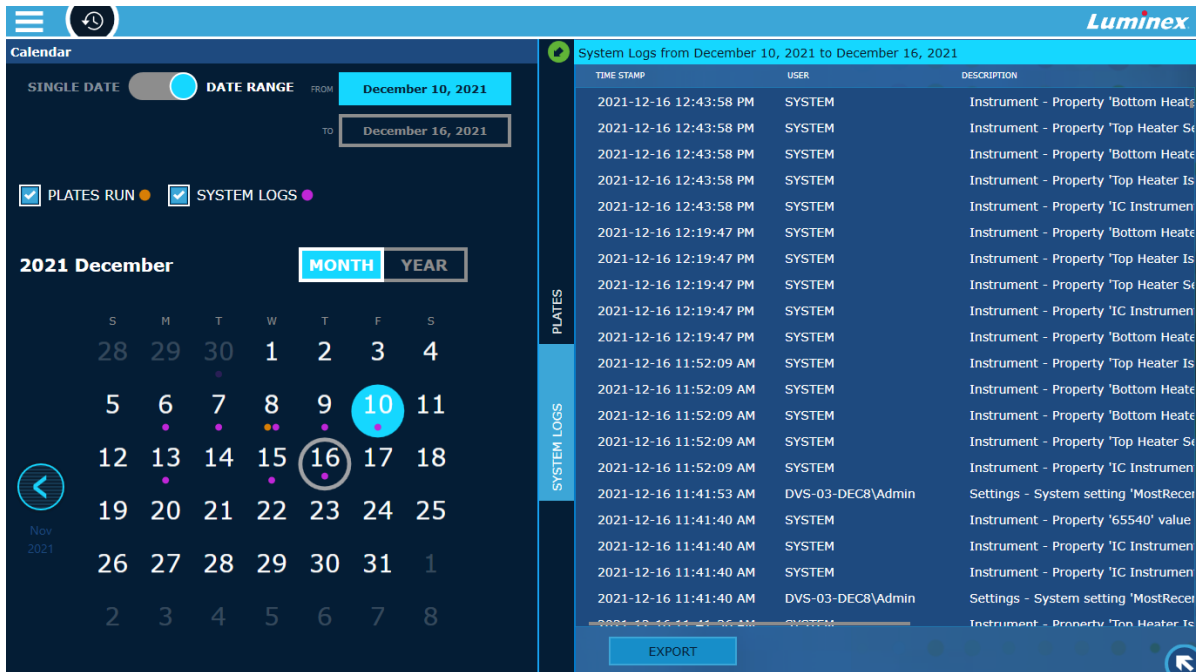 Luminex
Calendar
SINGLE DATE DATE RANGE FROM December 10, 2021
TO December 16, 2021
PLATES RUN SYSTEM LOGS
2021 December MONTH YEAR
S M T W T F S
28 29 30 1 2 3 4
5 6 7 8 9 10 11
12 13 14 15 16 17 18
19 20 21 22 23 24 25
26 27 28 29 30 31 1
2 3 4 5 6 7 8
Nov
2021
PLATES
SYSTEM LOGS
System Logs from December 10, 2021 to December 16, 2021
TIME STAMP USER DESCRIPTION
2021-12-16 12:43:58 PM SYSTEM Instrument - Property 'Bottom Heate
2021-12-16 12:43:58 PM SYSTEM Instrument - Property 'Top Heater Se
2021-12-16 12:43:58 PM SYSTEM Instrument - Property 'Bottom Heate
2021-12-16 12:43:58 PM SYSTEM Instrument - Property 'Top Heater Is
2021-12-16 12:43:58 PM SYSTEM Instrument - Property 'IC Instrumen
2021-12-16 12:19:47 PM SYSTEM Instrument - Property 'Bottom Heate
2021-12-16 12:19:47 PM SYSTEM Instrument - Property 'Top Heater Is
2021-12-16 12:19:47 PM SYSTEM Instrument - Property 'Top Heater Se
2021-12-16 12:19:47 PM SYSTEM Instrument - Property 'IC Instrumen
2021-12-16 12:19:47 PM SYSTEM Instrument - Property 'Bottom Heate
2021-12-16 11:52:09 AM SYSTEM Instrument - Property 'Top Heater Is
2021-12-16 11:52:09 AM SYSTEM Instrument - Property 'Bottom Heate
2021-12-16 11:52:09 AM SYSTEM Instrument - Property 'Bottom Heate
2021-12-16 11:52:09 AM SYSTEM Instrument - Property 'Top Heater Se
2021-12-16 11:52:09 AM SYSTEM Instrument - Property 'IC Instrumen
2021-12-16 11:41:53 AM DVS-03-DEC8\Admin Settings - System setting 'MostRecen
2021-12-16 11:41:40 AM SYSTEM Instrument - Property '65540' value
2021-12-16 11:41:40 AM SYSTEM Instrument - Property 'IC Instrumen
2021-12-16 11:41:40 AM SYSTEM Instrument - Property 'IC Instrumen
2021-12-16 11:41:40 AM DVS-03-DEC8\Admin Settings - System setting 'MostRecen
2021-12-16 11:41:36 AM SYSTEM Instrument - Property 'Top Heater Is
EXPORT